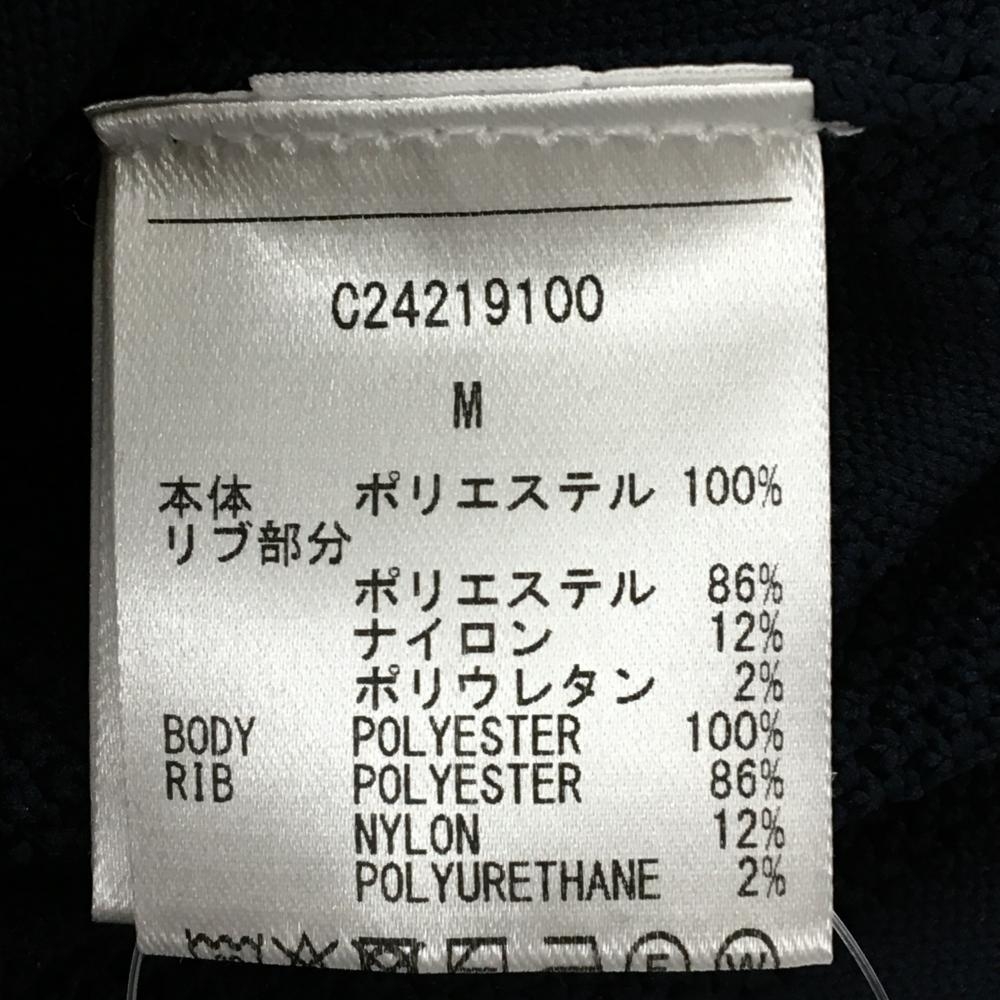 C24219100
M
本体 ポリエステル 100%
リブ部分
ポリエステル 86%
ナイロン 12%
ポリウレタン 2%
BODY POLYESTER 100%
RIB POLYESTER 86%
NYLON 12%
POLYURETHANE 2%
F W